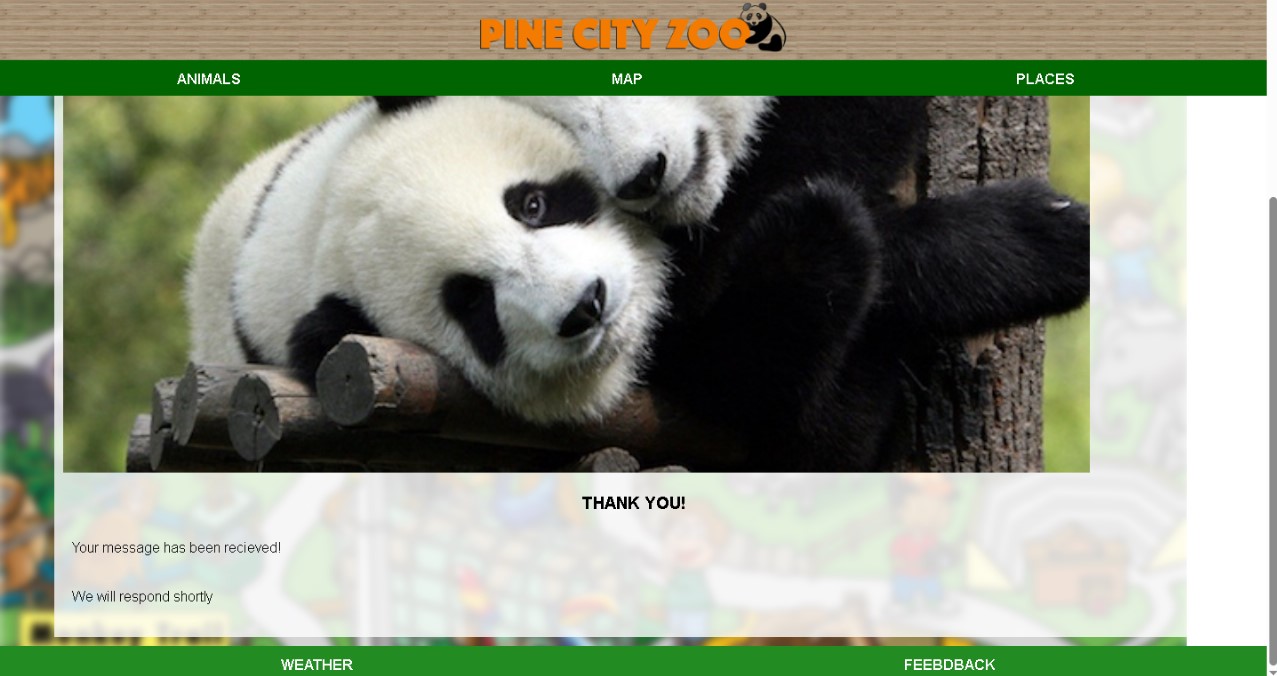 PINE CITY ZOO
ANIMALS MAP PLACES
THANK YOU!
Your message has been recieved!
We will respond shortly
WEATHER FEEBDBACK